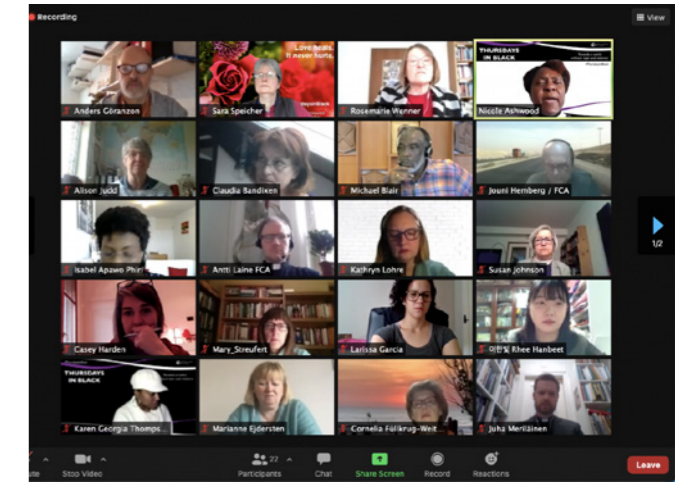 Recording
View
Love heals.
It never hurts.
THURSDAYS
IN BLACK
Anders Göranzon
Sara Speicher
Rosemarie Wenner
Nicole Ashwood
Alison Judd
Claudia Bandixen
Michael Blair
Jouni Hemberg / FCA
Isabel Apawo Phiri
Antti Laine FCA
Kathryn Lohre
Susan Johnson
1/2
Casey Harden
Mary_Streufert
Larissa Garcia
이한빛 Rhee Hanbeet
THURSDAYS
IN BLACK
Karen Georgia Thomps...
Marianne Ejdersten
Cornelia Füllkrug-Weit...
Juha Meriläinen
Stop Video
Participants
22
Chat
Share Screen
Record
Reactions
Leave